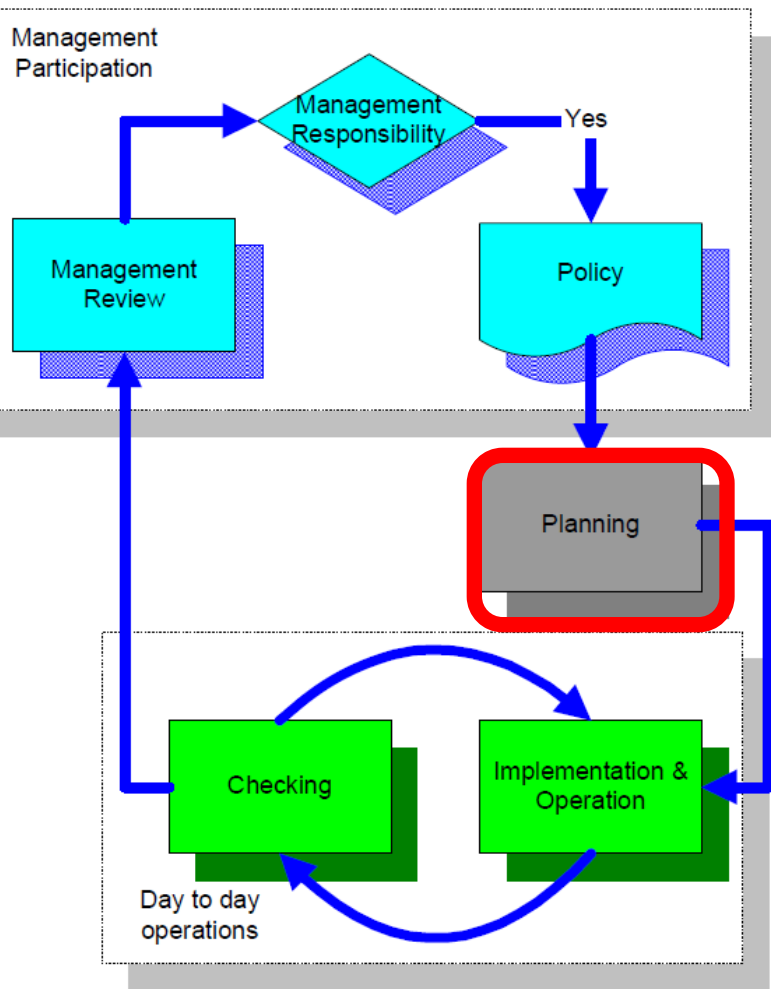 Management
Participation
Management
Responsibility
Yes
Management
Review
Policy
Planning
Checking
Implementation &
Operation
Day to day
operations